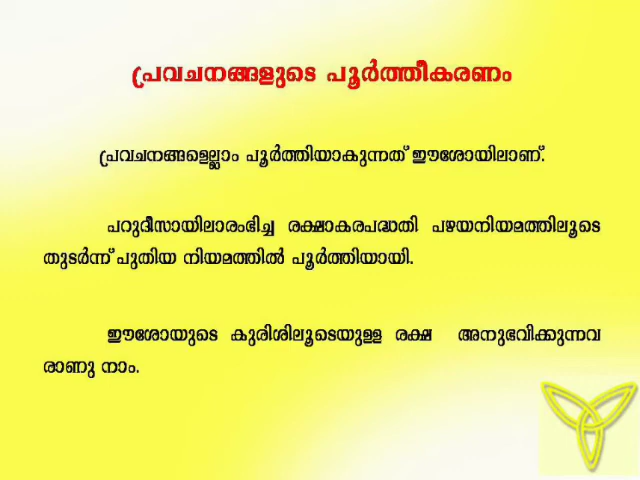 പ്രവചനങ്ങളുടെ പൂർത്തീകരണം
പ്രവചനങ്ങളെല്ലാം പൂർത്തിയാകുന്നത് ഈശോയിലാണ്.
പറുദീസായിലാരംഭിച്ച രക്ഷാകരപദ്ധതി പഴയനിയമത്തിലൂടെ
തുടർന്ന് പുതിയ നിയമത്തിൽ പൂർത്തിയായി.
ഈശോയുടെ കുരിശിലൂടെയുള്ള രക്ഷ അനുഭവിക്കുന്നവ
രാണു നാം.